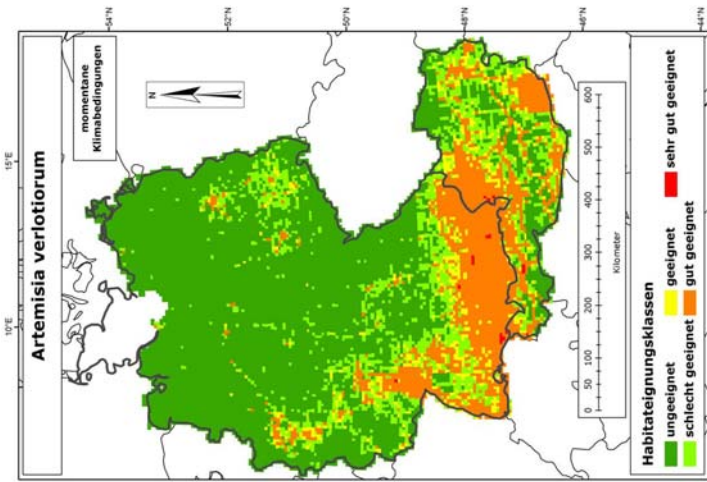 Artemisia verlotiorum
momentane
Klimabedingungen
N
10°E
15°E
54°N
52°N
50°N
48°N
46°N
44°N
0 50 100 150 200 300 400 500 600
Kilometer
Habitateignungsklassen
ungeeignet
geeignet
sehr gut geeignet
schlecht geeignet
gut geeignet